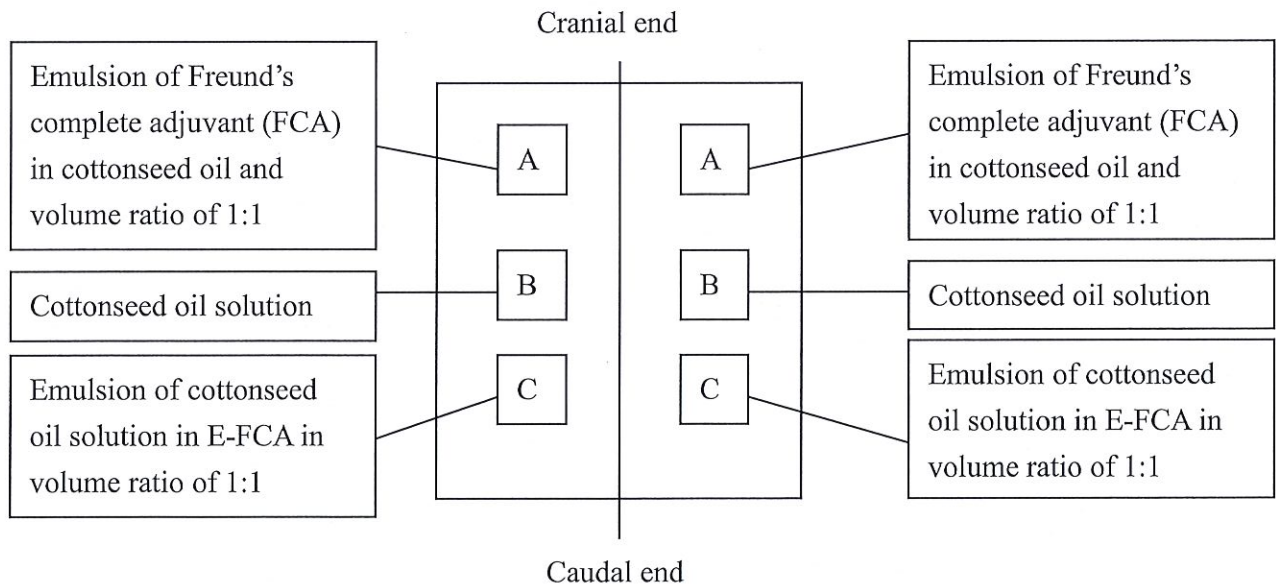 Cranial end
Emulsion of Freund's
complete adjuvant (FCA)
in cottonseed oil and
volume ratio of 1:1
Emulsion of Freund's
complete adjuvant (FCA)
in cottonseed oil and
volume ratio of 1:1
A
A
Cottonseed oil solution
B
B
Cottonseed oil solution
Emulsion of cottonseed
oil solution in E-FCA in
volume ratio of 1:1
C
C
Emulsion of cottonseed
oil solution in E-FCA in
volume ratio of 1:1
Caudal end